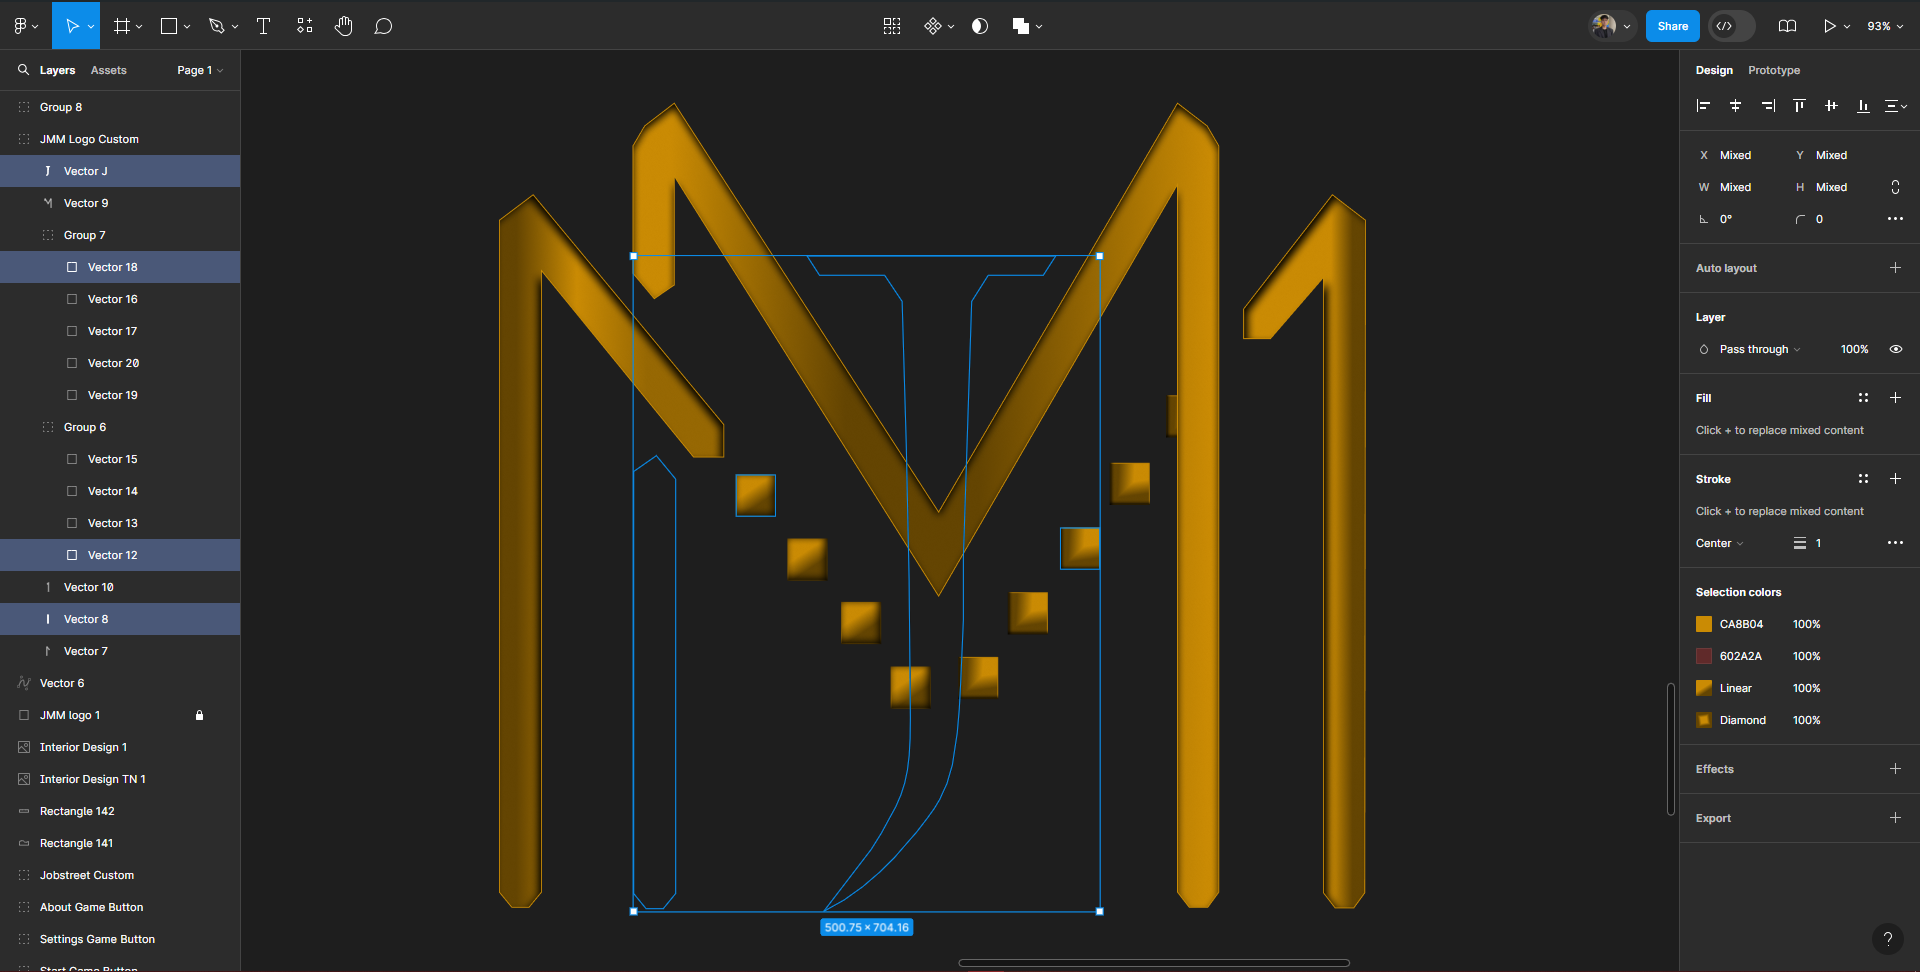 Share
93%
Layers
Assets
Page 1
Group 8
JMM Logo Custom
Vector J
Vector 9
Group 7
Vector 18
Vector 16
Vector 17
Vector 20
Vector 19
Group 6
Vector 15
Vector 14
Vector 13
Vector 12
Vector 10
Vector 8
Vector 7
Vector 6
JMM logo 1
Interior Design 1
Interior Design TN 1
Rectangle 142
Rectangle 141
Jobstreet Custom
About Game Button
Settings Game Button
Start Game Button
500.75 × 704.16
Design
Prototype
X Mixed Y Mixed
W Mixed H Mixed
0° 0
Auto layout
Layer
Pass through 100%
Fill
Click + to replace mixed content
Stroke
Click + to replace mixed content
Center 1
Selection colors
CA8B04 100%
602A2A 100%
Linear 100%
Diamond 100%
Effects
Export
?